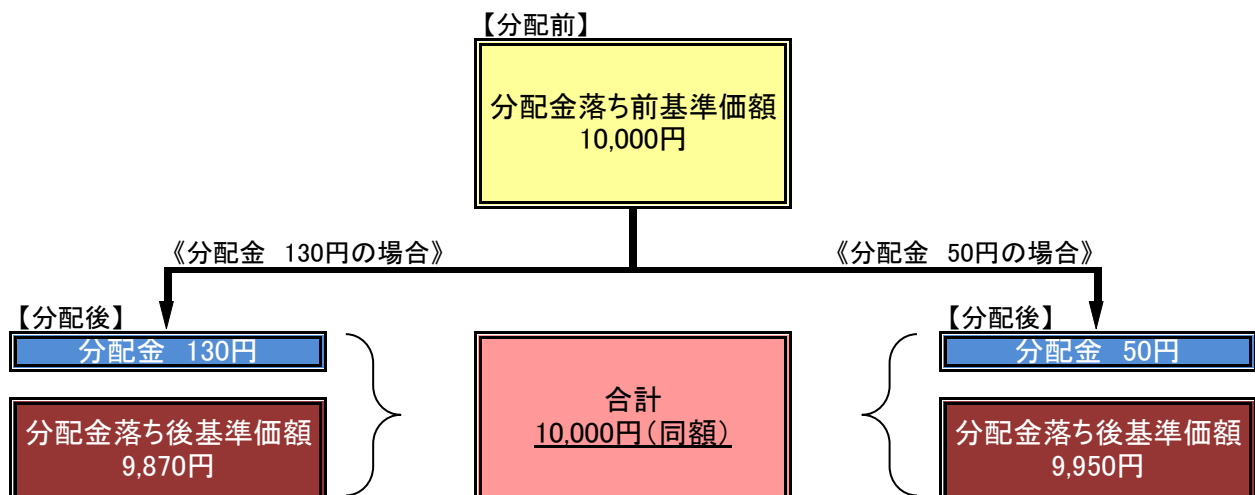 【分配前】
分配金落ち前基準価額
10,000円
《分配金　130円の場合》
《分配金　50円の場合》
【分配後】
分配金　130円
分配金落ち後基準価額
9,870円
合計
10,000円(同額)
【分配後】
分配金　50円
分配金落ち後基準価額
9,950円